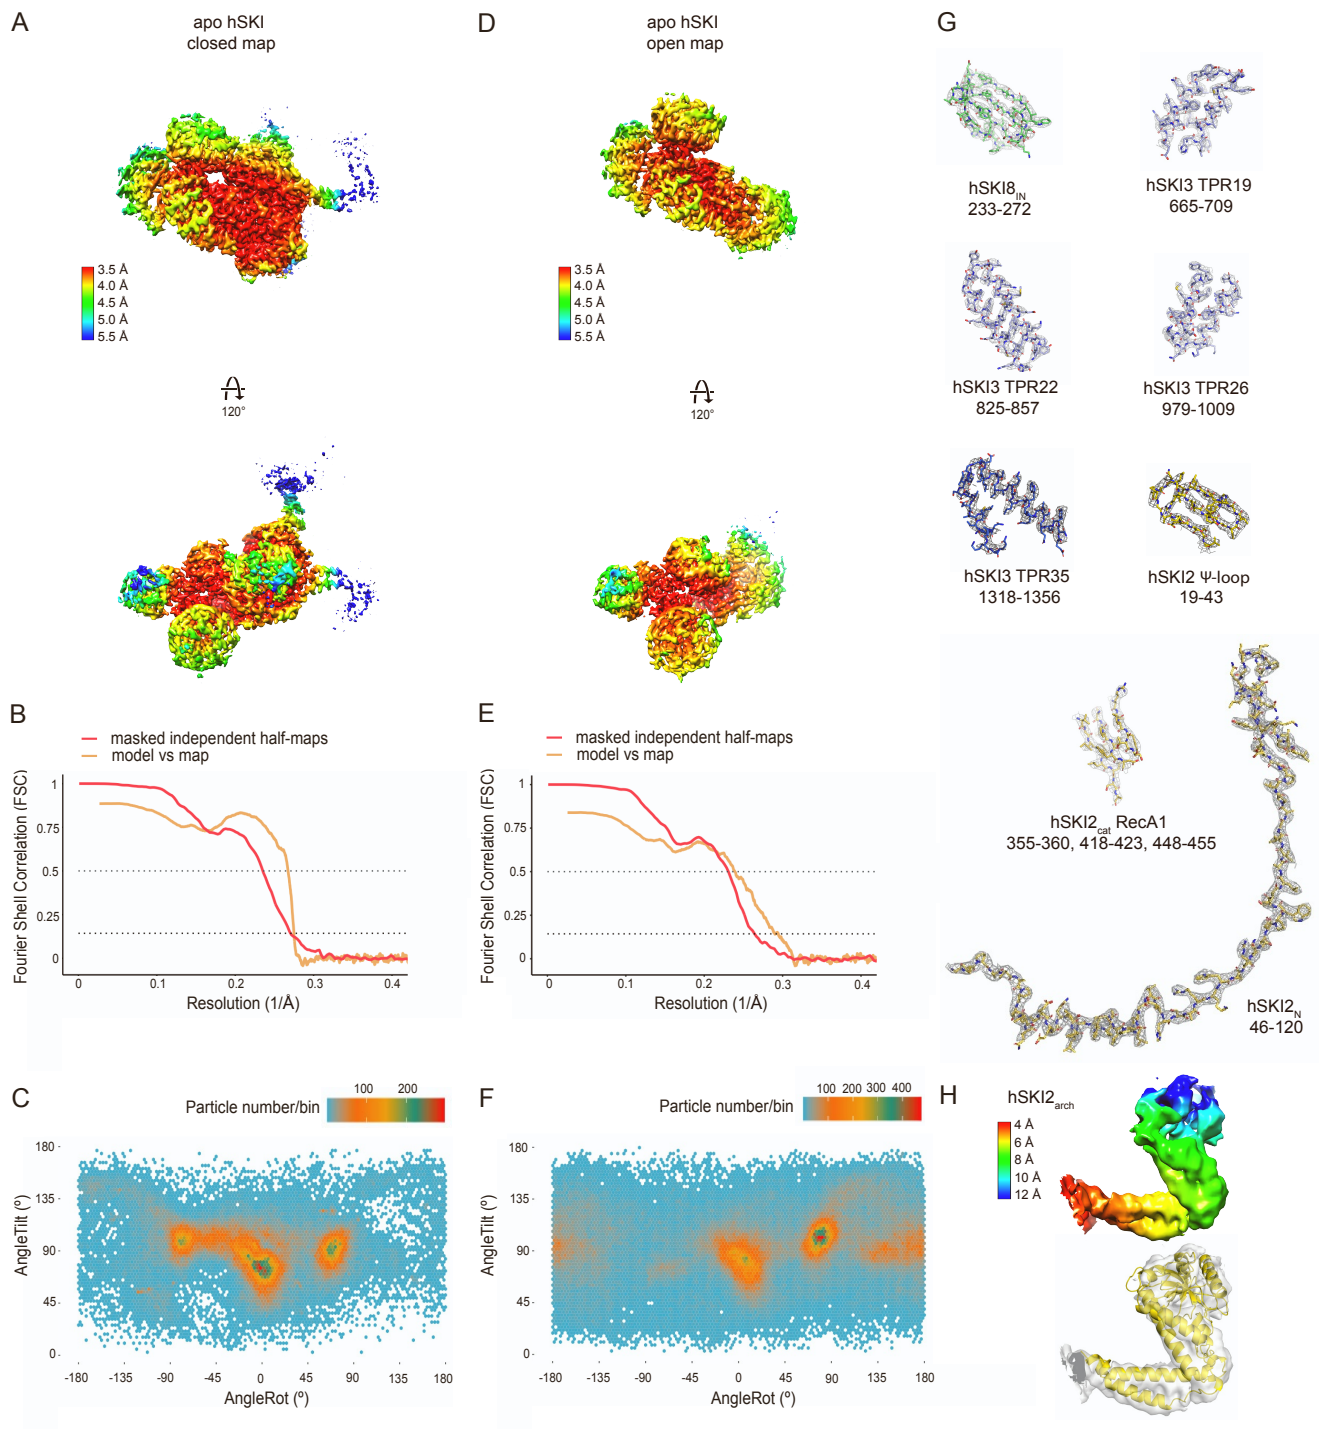 A
apo hSKI
closed map
3.5 Å
4.0 Å
4.5 Å
5.0 Å
5.5 Å
120°
D
apo hSKI
open map
3.5 Å
4.0 Å
4.5 Å
5.0 Å
5.5 Å
120°
G
hSKI8IN
233-272
hSKI3 TPR19
665-709
hSKI3 TPR22
825-857
hSKI3 TPR26
979-1009
hSKI3 TPR35
1318-1356
hSKI2 Ψ-loop
19-43
hSKI2cat RecA1
355-360, 418-423, 448-455
hSKI2N
46-120
B
masked independent half-maps
model vs map
Fourier Shell Correlation (FSC)
1
0.75
0.5
0.25
0
0 0.1 0.2 0.3 0.4
Resolution (1/Å)
E
masked independent half-maps
model vs map
Fourier Shell Correlation (FSC)
1
0.75
0.5
0.25
0
0 0.1 0.2 0.3 0.4
Resolution (1/Å)
C
Particle number/bin
100 200
AngleTilt (º)
180
135
90
45
0
-180 -135 -90 -45 0 45 90 135 180
AngleRot (º)
F
Particle number/bin
100 200 300 400
AngleTilt (º)
180
135
90
45
0
-180 -135 -90 -45 0 45 90 135 180
AngleRot (º)
H
hSKI2arch
4 Å
6 Å
8 Å
10 Å
12 Å